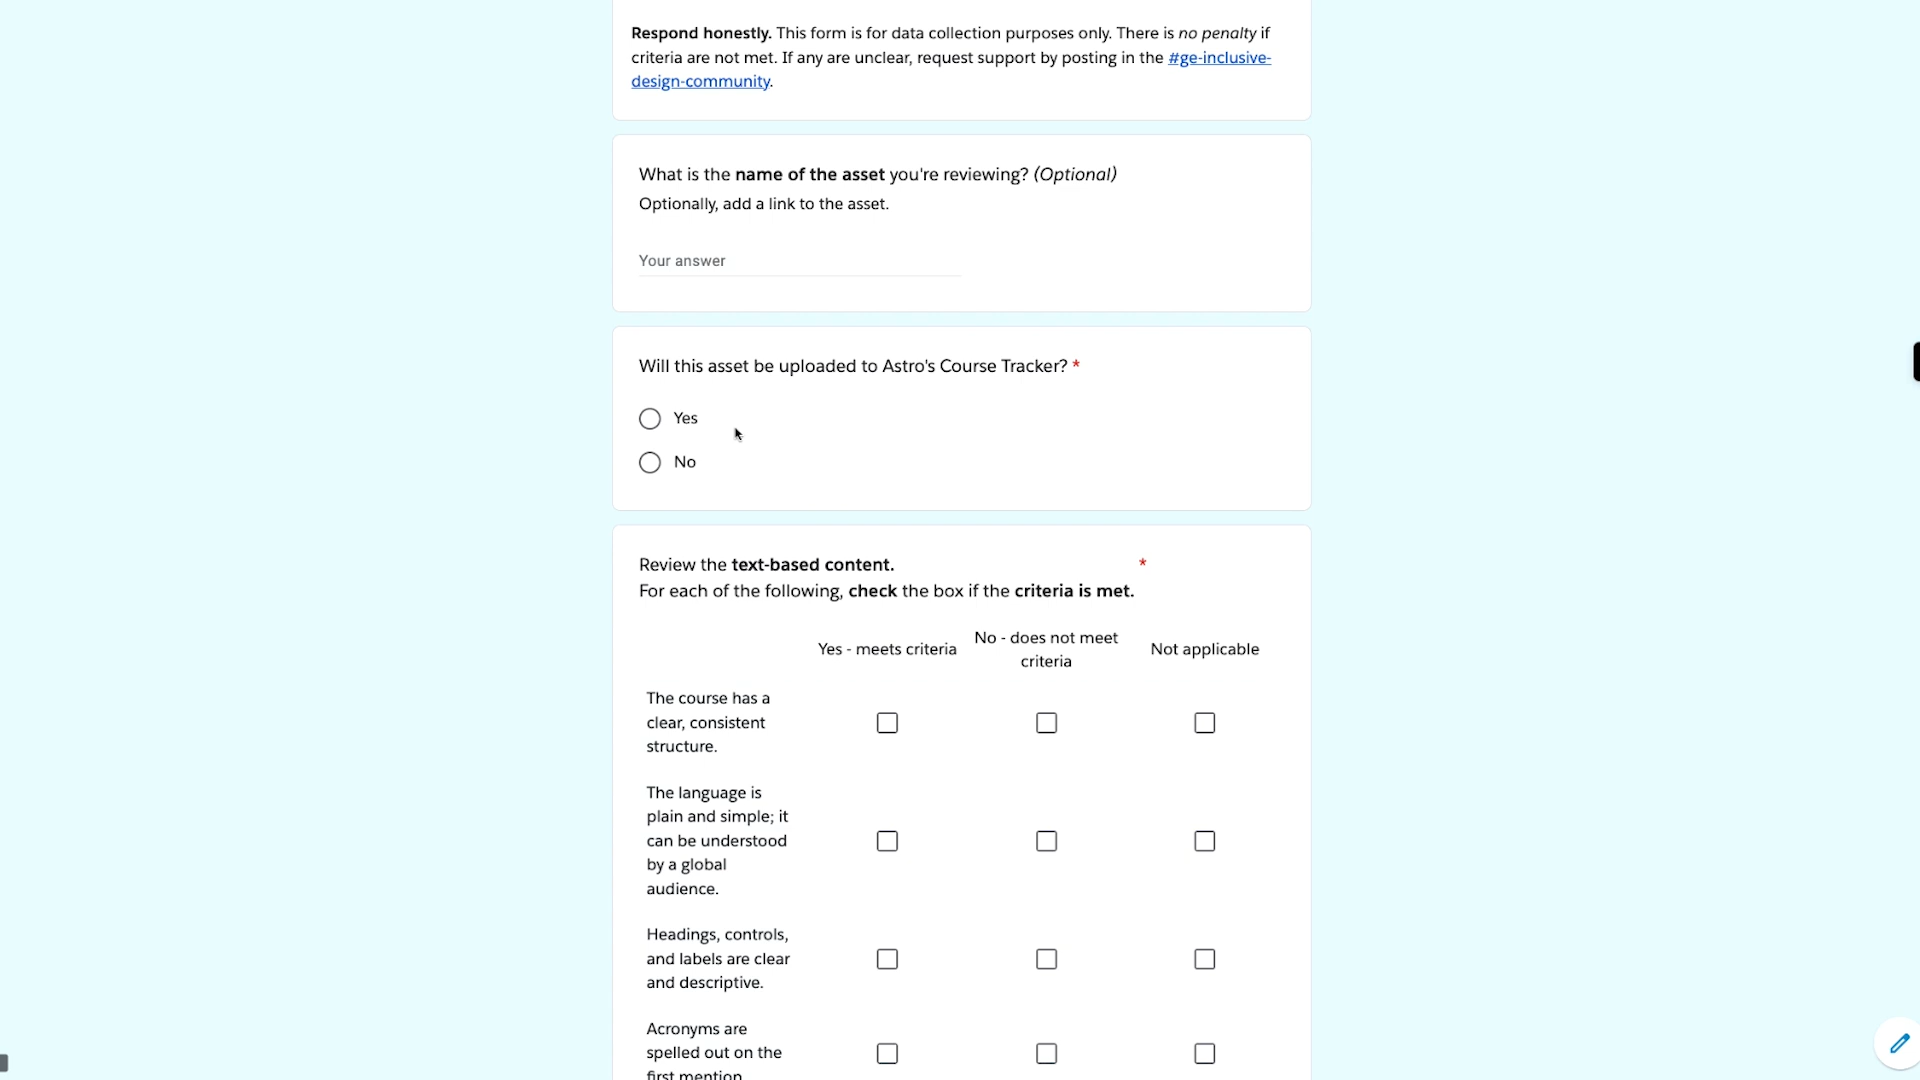 Respond honestly. This form is for data collection purposes only. There is no penalty if
criteria are not met. If any are unclear, request support by posting in the #ge-inclusive-
design-community.
What is the name of the asset you're reviewing? (Optional)
Optionally, add a link to the asset.
Your answer
Will this asset be uploaded to Astro's Course Tracker? *
Yes
No
Review the text-based content. *
For each of the following, check the box if the criteria is met.
Yes - meets criteria
No - does not meet
criteria
Not applicable
The course has a
clear, consistent
structure.
The language is
plain and simple; it
can be understood
by a global
audience.
Headings, controls,
and labels are clear
and descriptive.
Acronyms are
spelled out on the
first mention